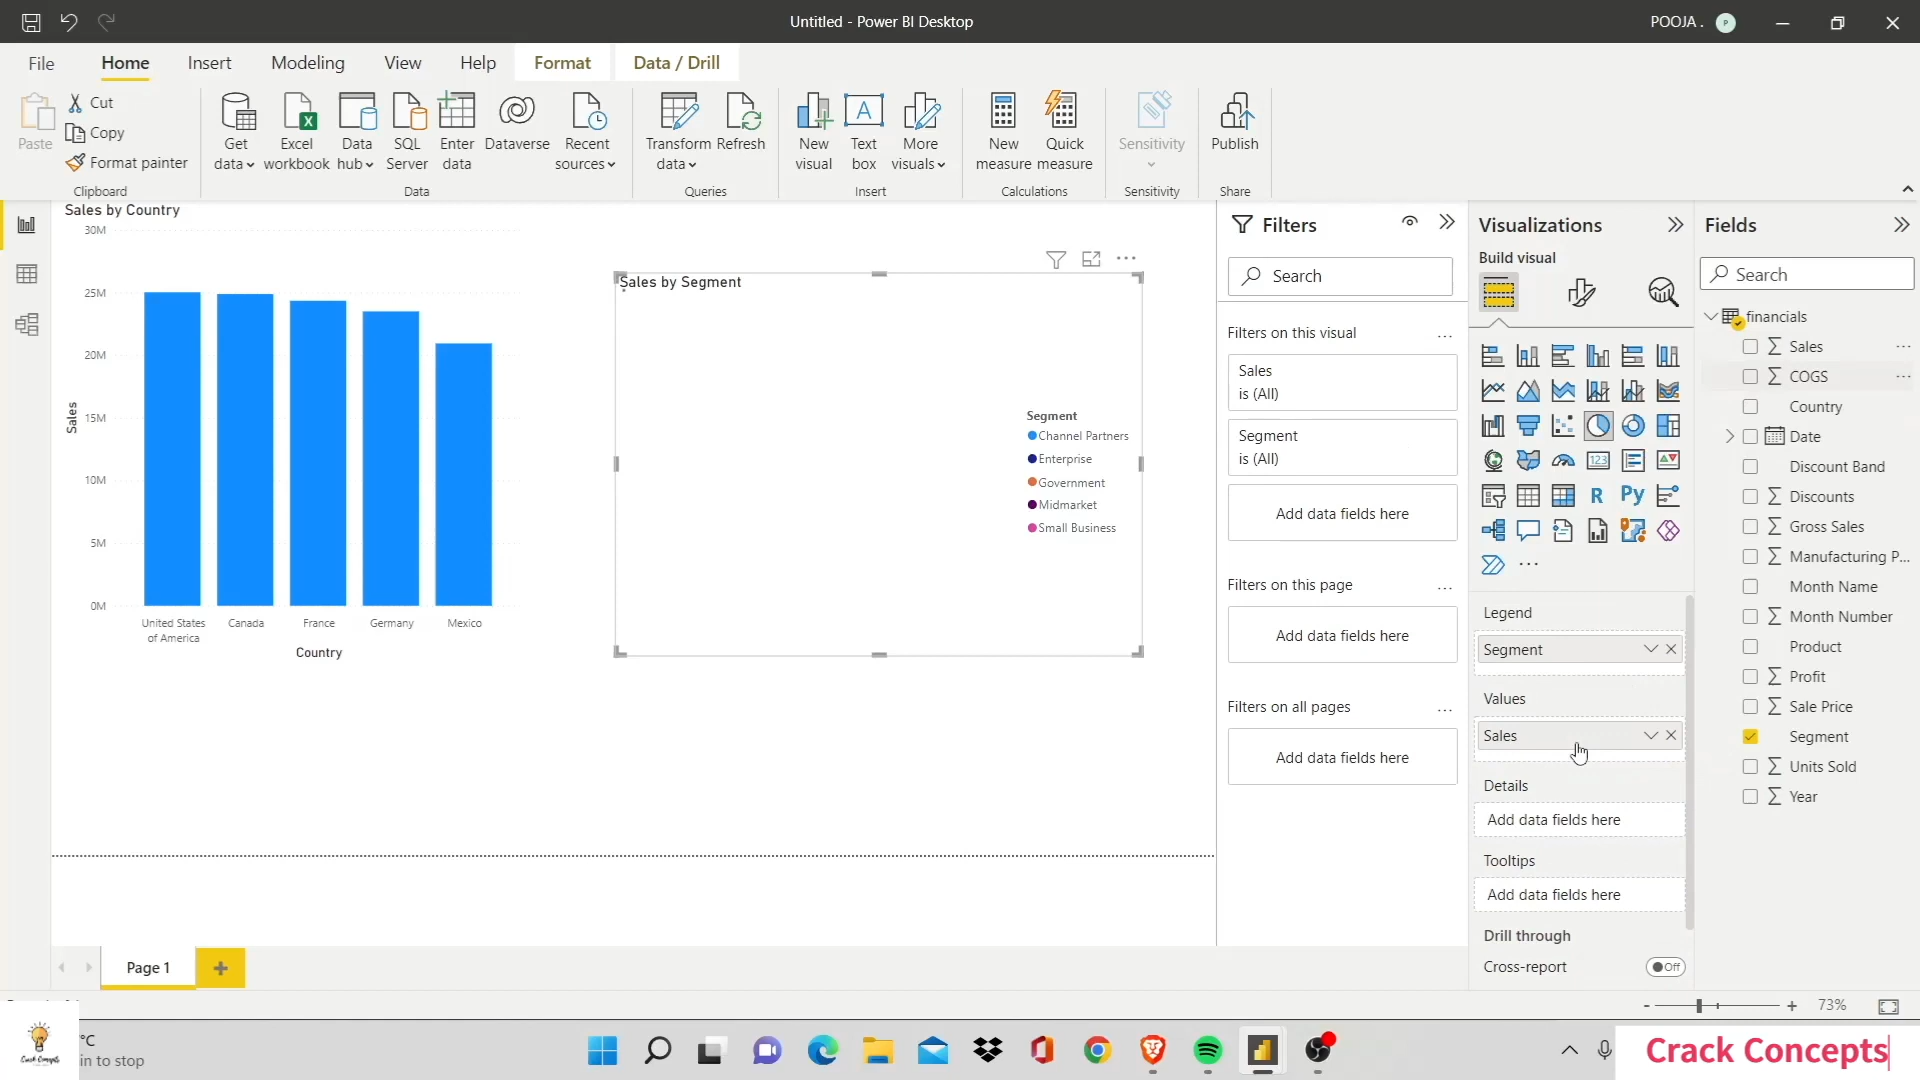 Untitled - Power BI Desktop
POOJA .
P
File
Home
Insert
Modeling
View
Help
Format
Data / Drill
Paste
Cut
Copy
Format painter
Clipboard
Get data
Excel workbook
Data hub
SQL Server
Enter data
Dataverse
Recent sources
Data
Transform data
Refresh
Queries
New visual
Text box
More visuals
Insert
New measure
Quick measure
Calculations
Sensitivity
Sensitivity
Publish
Share
Sales by Country
30M
25M
20M
15M
10M
5M
0M
Sales
United States of America
Canada
France
Germany
Mexico
Country
Sales by Segment
Segment
Channel Partners
Enterprise
Government
Midmarket
Small Business
Filters
Search
Filters on this visual
Sales
is (All)
Segment
is (All)
Add data fields here
Filters on this page
Add data fields here
Filters on all pages
Add data fields here
Visualizations
Build visual
123
R
Py
Legend
Segment
Values
Sales
Details
Add data fields here
Tooltips
Add data fields here
Drill through
Cross-report
Off
Fields
Search
financials
Sales
COGS
Country
Date
Discount Band
Discounts
Gross Sales
Manufacturing P...
Month Name
Month Number
Product
Profit
Sale Price
Segment
Units Sold
Year
Page 1
73%
°C
in to stop
Crack Concepts
Crack Concepts